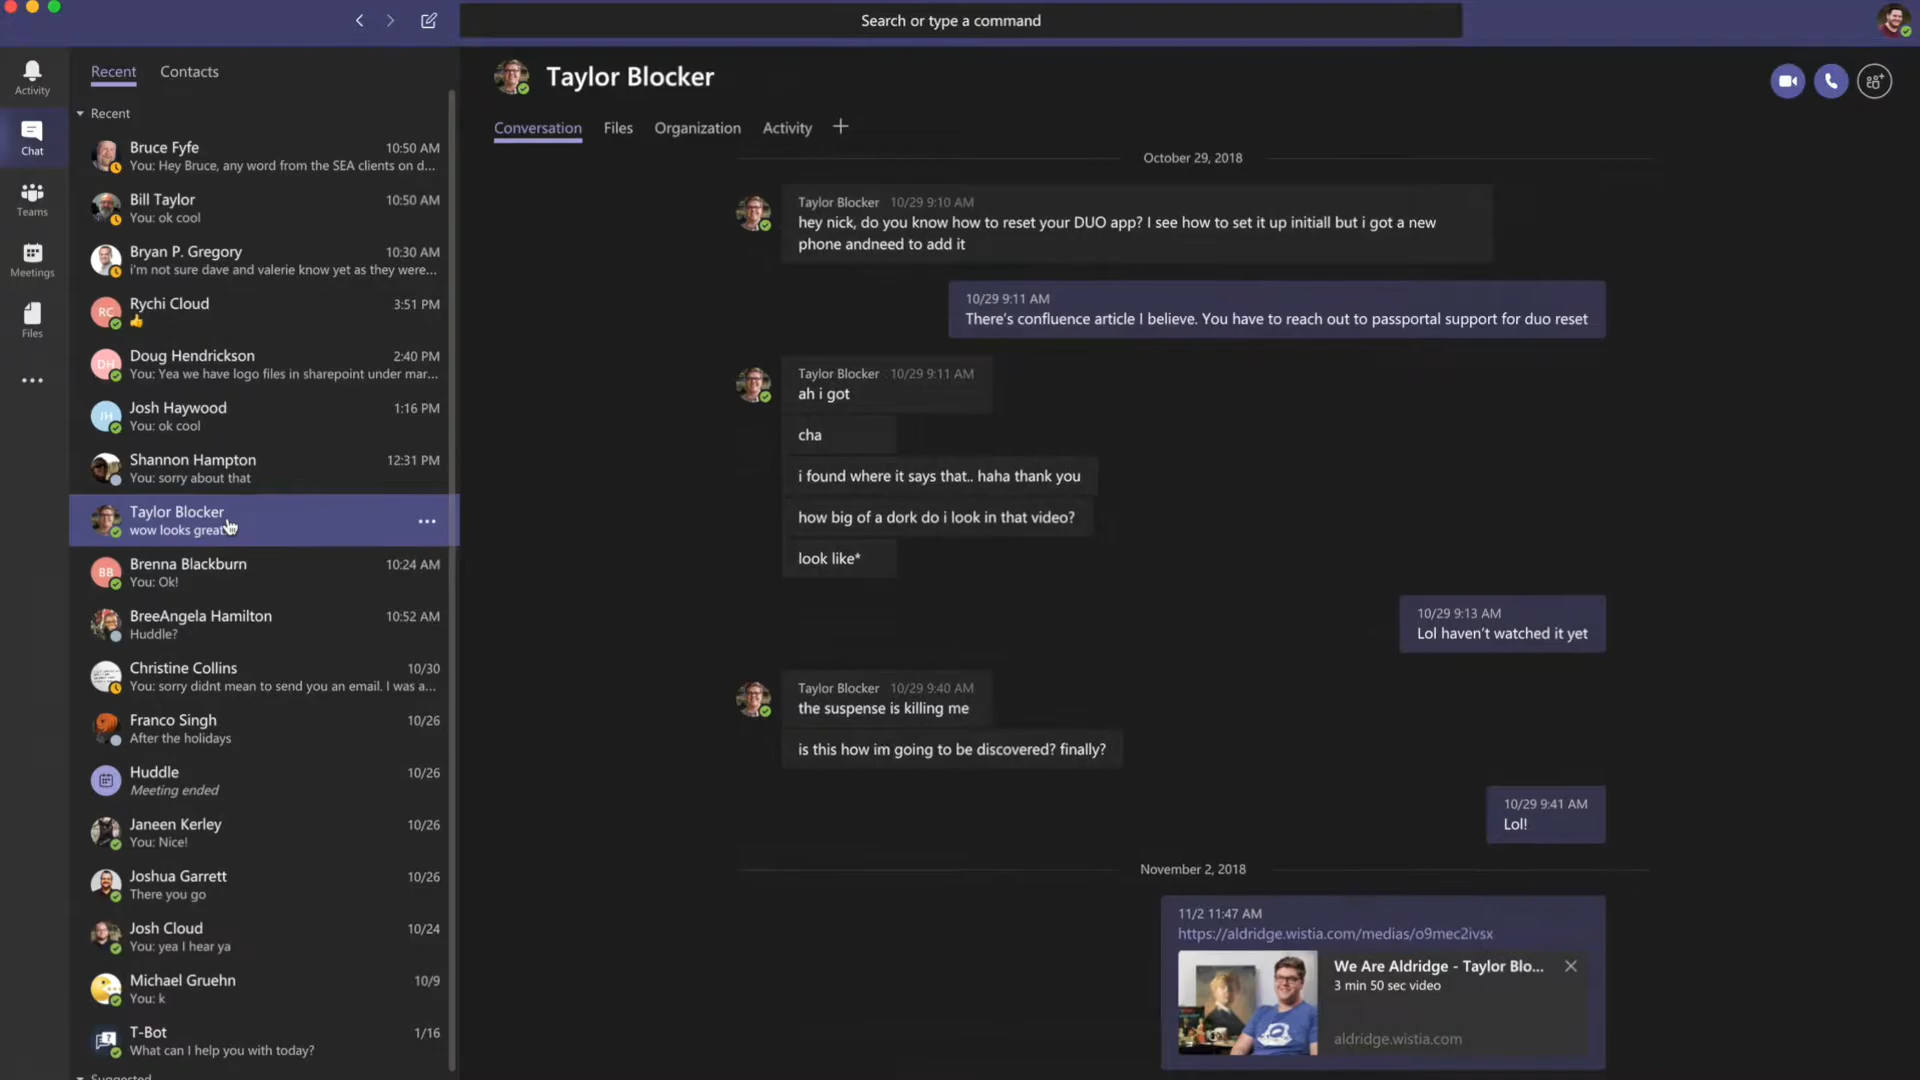 Search or type a command
Activity
Chat
Teams
Meetings
Files
Recent
Contacts
Recent
Bruce Fyfe
10:50 AM
You: Hey Bruce, any word from the SEA clients on d...
Bill Taylor
10:50 AM
You: ok cool
Bryan P. Gregory
10:30 AM
i'm not sure dave and valerie know yet as they were...
RC
Rychi Cloud
3:51 PM
DH
Doug Hendrickson
2:40 PM
You: Yea we have logo files in sharepoint under mar...
JH
Josh Haywood
1:16 PM
You: ok cool
Shannon Hampton
12:31 PM
You: sorry about that
Taylor Blocker
wow looks great
BB
Brenna Blackburn
10:24 AM
You: Ok!
BreeAngela Hamilton
10:52 AM
Huddle?
Christine Collins
10/30
You: sorry didnt mean to send you an email. I was a...
Franco Singh
10/26
After the holidays
Huddle
10/26
Meeting ended
Janeen Kerley
10/26
You: Nice!
Joshua Garrett
10/26
There you go
Josh Cloud
10/24
You: yea I hear ya
Michael Gruehn
10/9
You: k
T-Bot
1/16
What can I help you with today?
Suggested
Taylor Blocker
Conversation
Files
Organization
Activity
October 29, 2018
Taylor Blocker 10/29 9:10 AM
hey nick, do you know how to reset your DUO app? I see how to set it up initiall but i got a new
phone andneed to add it
10/29 9:11 AM
There's confluence article I believe. You have to reach out to passportal support for duo reset
Taylor Blocker 10/29 9:11 AM
ah i got
cha
i found where it says that.. haha thank you
how big of a dork do i look in that video?
look like*
10/29 9:13 AM
Lol haven't watched it yet
Taylor Blocker 10/29 9:40 AM
the suspense is killing me
is this how im going to be discovered? finally?
10/29 9:41 AM
Lol!
November 2, 2018
11/2 11:47 AM
https://aldridge.wistia.com/medias/o9mec2ivsx
We Are Aldridge - Taylor Blo...
3 min 50 sec video
aldridge.wistia.com